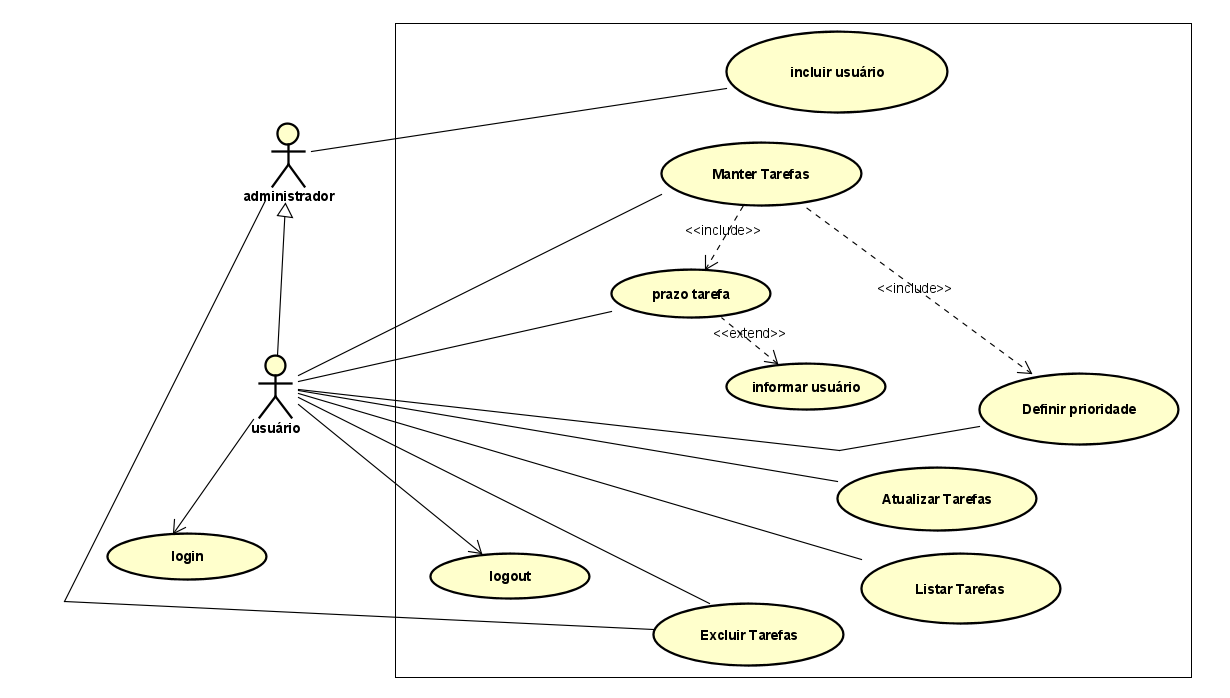 incluir usuário
Manter Tarefas
administrador
<<include>>
<<include>>
prazo tarefa
<<extend>>
informar usuário
Definir prioridade
usuário
Atualizar Tarefas
login
logout
Listar Tarefas
Excluir Tarefas